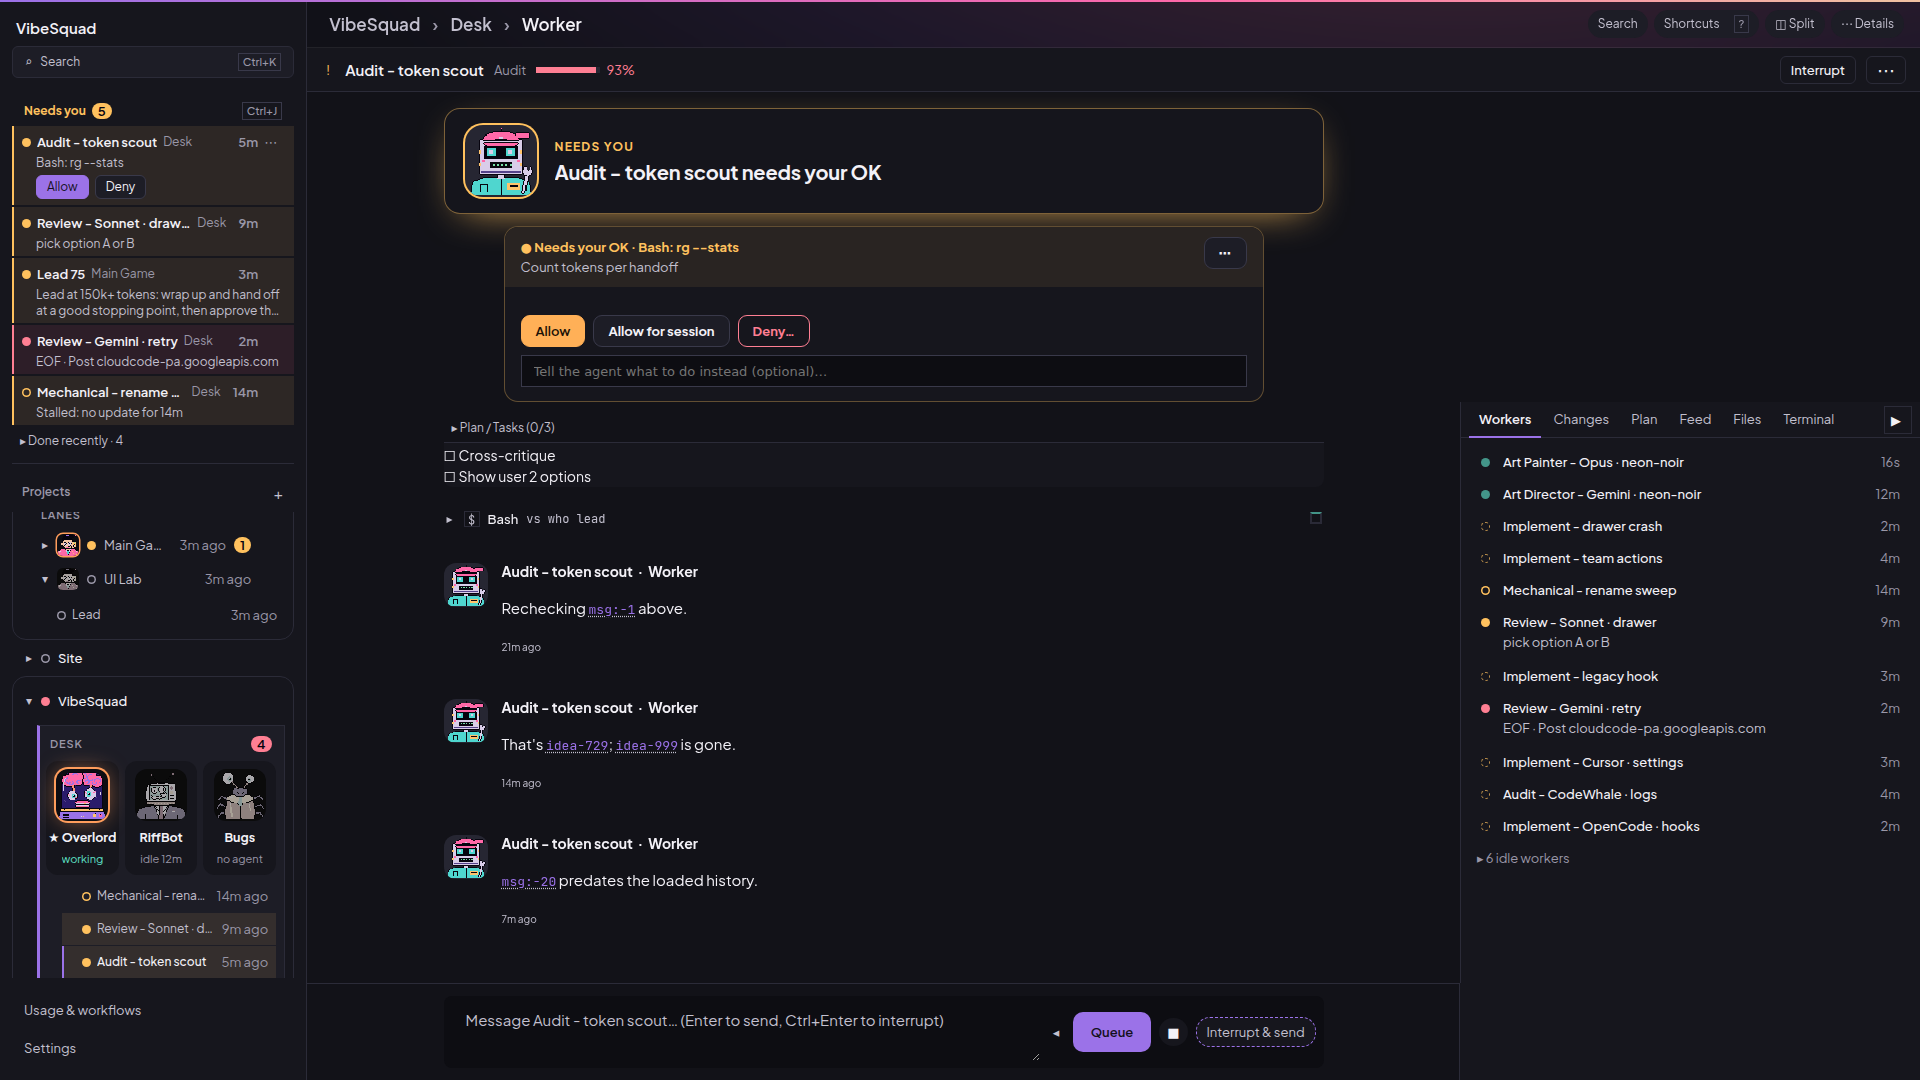 VibeSquad
Search Ctrl+K
Needs you 5 Ctrl+J
Audit – token scout Desk 5m ···
Bash: rg --stats
Allow Deny
Review – Sonnet · draw… Desk 9m
pick option A or B
Lead 75 Main Game 3m
Lead at 150k+ tokens: wrap up and hand off
at a good stopping point, then approve th…
Review – Gemini · retry Desk 2m
EOF · Post cloudcode-pa.googleapis.com
Mechanical – rename … Desk 14m
Stalled: no update for 14m
▸ Done recently · 4
Projects +
LANES
▸ Main Ga… 3m ago 1
▾ UI Lab 3m ago
Lead 3m ago
▸ Site
▾ VibeSquad
DESK 4
★ Overlord RiffBot Bugs
working idle 12m no agent
Mechanical – rena… 14m ago
Review – Sonnet · d… 9m ago
Audit – token scout 5m ago
Usage & workflows
Settings
VibeSquad › Desk › Worker
Search Shortcuts ? Split ··· Details
! Audit – token scout Audit 93% Interrupt ···
NEEDS YOU
Audit – token scout needs your OK
Needs your OK · Bash: rg --stats
Count tokens per handoff
···
Allow Allow for session Deny…
Tell the agent what to do instead (optional)…
▸ Plan / Tasks (0/3)
☐ Cross-critique
☐ Show user 2 options
▸ $ Bash vs who lead
Audit – token scout · Worker
Rechecking msg:-1 above.
21m ago
Audit – token scout · Worker
That's idea-729; idea-999 is gone.
14m ago
Audit – token scout · Worker
msg:-20 predates the loaded history.
7m ago
Message Audit – token scout… (Enter to send, Ctrl+Enter to interrupt)
◂ Queue ■ Interrupt & send
Workers Changes Plan Feed Files Terminal ▶
Art Painter – Opus · neon-noir 16s
Art Director – Gemini · neon-noir 12m
Implement – drawer crash 2m
Implement – team actions 4m
Mechanical – rename sweep 14m
Review – Sonnet · drawer 9m
pick option A or B
Implement – legacy hook 3m
Review – Gemini · retry 2m
EOF · Post cloudcode-pa.googleapis.com
Implement – Cursor · settings 3m
Audit – CodeWhale · logs 4m
Implement – OpenCode · hooks 2m
▸ 6 idle workers